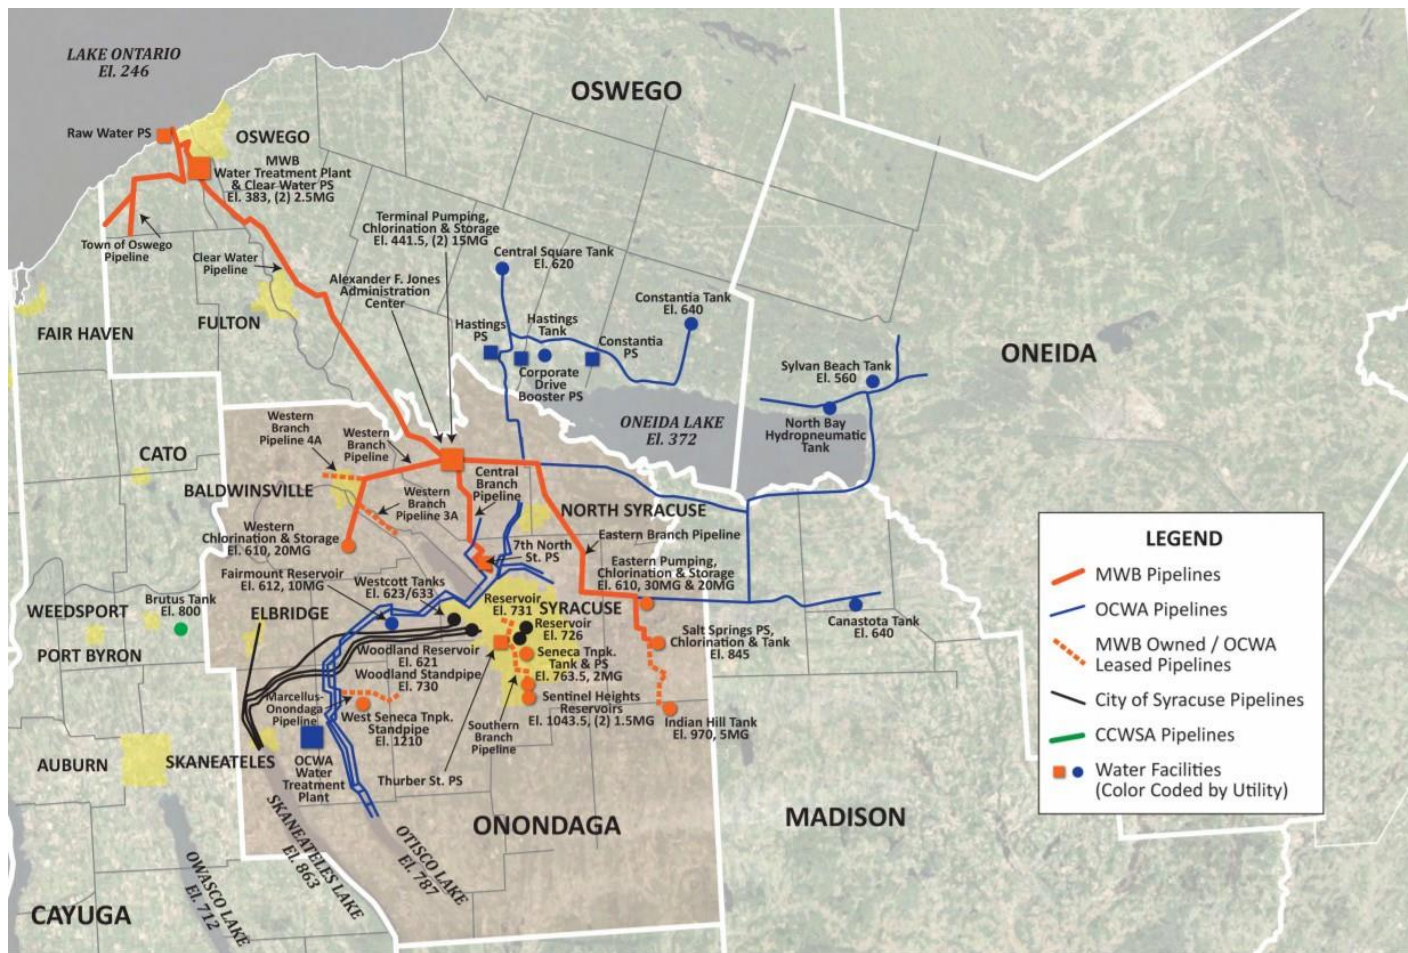 LAKE ONTARIO
El. 246
OSWEGO
Raw Water PS
OSWEGO
MWB
Water Treatment Plant
& Clear Water PS
El. 383, (2) 2.5MG
Town of Oswego
Pipeline
Clear Water
Pipeline
Terminal Pumping,
Chlorination & Storage
El. 441.5, (2) 15MG
Alexander F. Jones
Administration
Center
Central Square Tank
El. 620
Constantia Tank
El. 640
Hastings
PS
Hastings
Tank
Constantia
PS
Corporate
Drive
Booster PS
FAIR HAVEN
FULTON
ONEIDA
Sylvan Beach Tank
El. 560
ONEIDA LAKE
El. 372
North Bay
Hydropneumatic
Tank
Western
Branch
Pipeline 4A
Western
Branch
Pipeline
CATO
BALDWINSVILLE
Western
Branch
Pipeline 3A
Central
Branch
Pipeline
NORTH SYRACUSE
Western
Chlorination & Storage
El. 610, 20MG
7th North
St. PS
Eastern Branch Pipeline
Eastern Pumping,
Chlorination & Storage
El. 610, 30MG & 20MG
Fairmount Reservoir
El. 612, 10MG
Westcott Tanks
El. 623/633
WEEDSPORT
Brutus Tank
El. 800
ELBRIDGE
Reservoir
El. 731
SYRACUSE
Reservoir
El. 726
Canastota Tank
El. 640
PORT BYRON
Woodland Reservoir
El. 621
Woodland Standpipe
El. 730
Seneca Tnpk.
Tank & PS
El. 763.5, 2MG
Salt Springs PS,
Chlorination & Tank
El. 845
Marcellus-
Onondaga
Pipeline
West Seneca Tnpk.
Standpipe
El. 1210
Southern
Branch
Pipeline
Sentinel Heights
Reservoirs
El. 1043.5, (2) 1.5MG
Indian Hill Tank
El. 970, 5MG
AUBURN
SKANEATELES
OCWA
Water
Treatment
Plant
Thurber St. PS
ONONDAGA
MADISON
SKANEATELES LAKE
El. 863
OTISCO LAKE
El. 787
OWASCO LAKE
El. 712
CAYUGA
LEGEND
MWB Pipelines
OCWA Pipelines
MWB Owned / OCWA
Leased Pipelines
City of Syracuse Pipelines
CCWSA Pipelines
Water Facilities
(Color Coded by Utility)